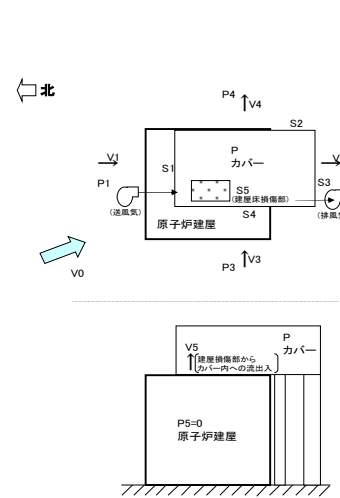 北
P4
V4
S2
V1
P
カバー
S1
P1
S5
(建屋床損傷部)
S3
(送風気)
S4
原子炉建屋
V0
P3
V3
P
カバー
V5
建屋損傷部から
カバー内への流出入
P5=0
原子炉建屋